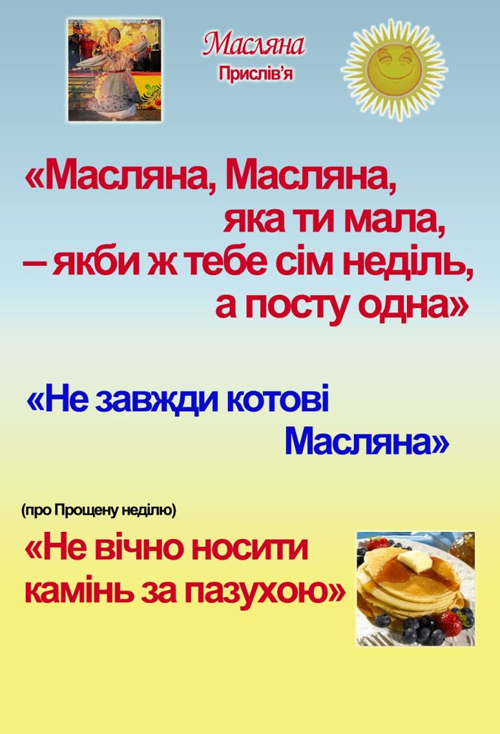 Масляна
Прислів'я
«Масляна, Масляна,
яка ти мала,
– якби ж тебе сім неділь,
а посту одна»
«Не завжди котові
Масляна»
(про Прощену неділю)
«Не вічно носити
камінь за пазухою»